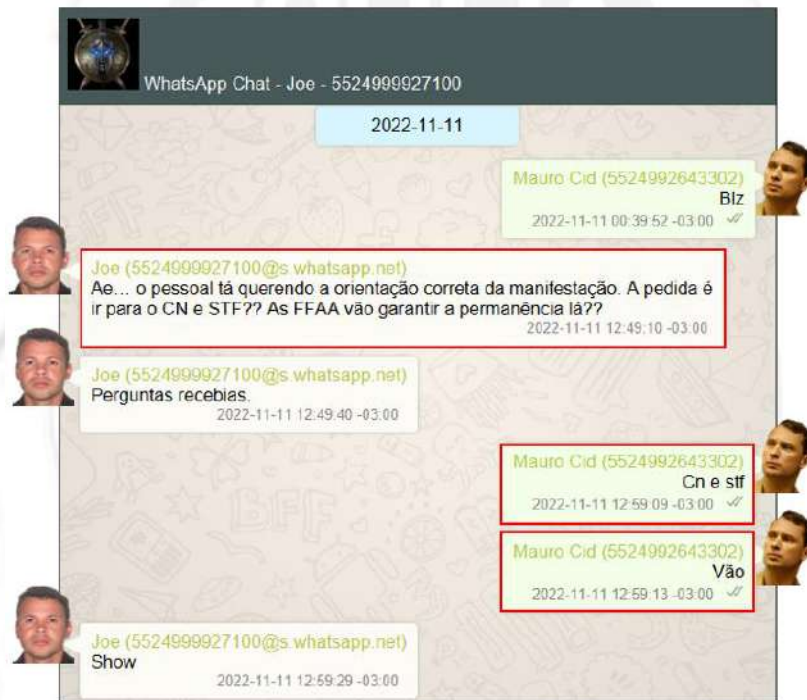 WhatsApp Chat - Joe - 5524999927100
2022-11-11
Mauro Cid (5524992643302)
Blz
2022-11-11 00:39:52 -03:00
Joe (5524999927100@s.whatsapp.net)
Ae... o pessoal tá querendo a orientação correta da manifestação. A pedida é
ir para o CN e STF?? As FFAA vão garantir a permanência lá??
2022-11-11 12:49:10 -03:00
Joe (5524999927100@s.whatsapp.net)
Perguntas recebias.
2022-11-11 12:49:40 -03:00
Mauro Cid (5524992643302)
Cn e stf
2022-11-11 12:59:09 -03:00
Mauro Cid (5524992643302)
Vão
2022-11-11 12:59:13 -03:00
Joe (5524999927100@s.whatsapp.net)
Show
2022-11-11 12:59:29 -03:00